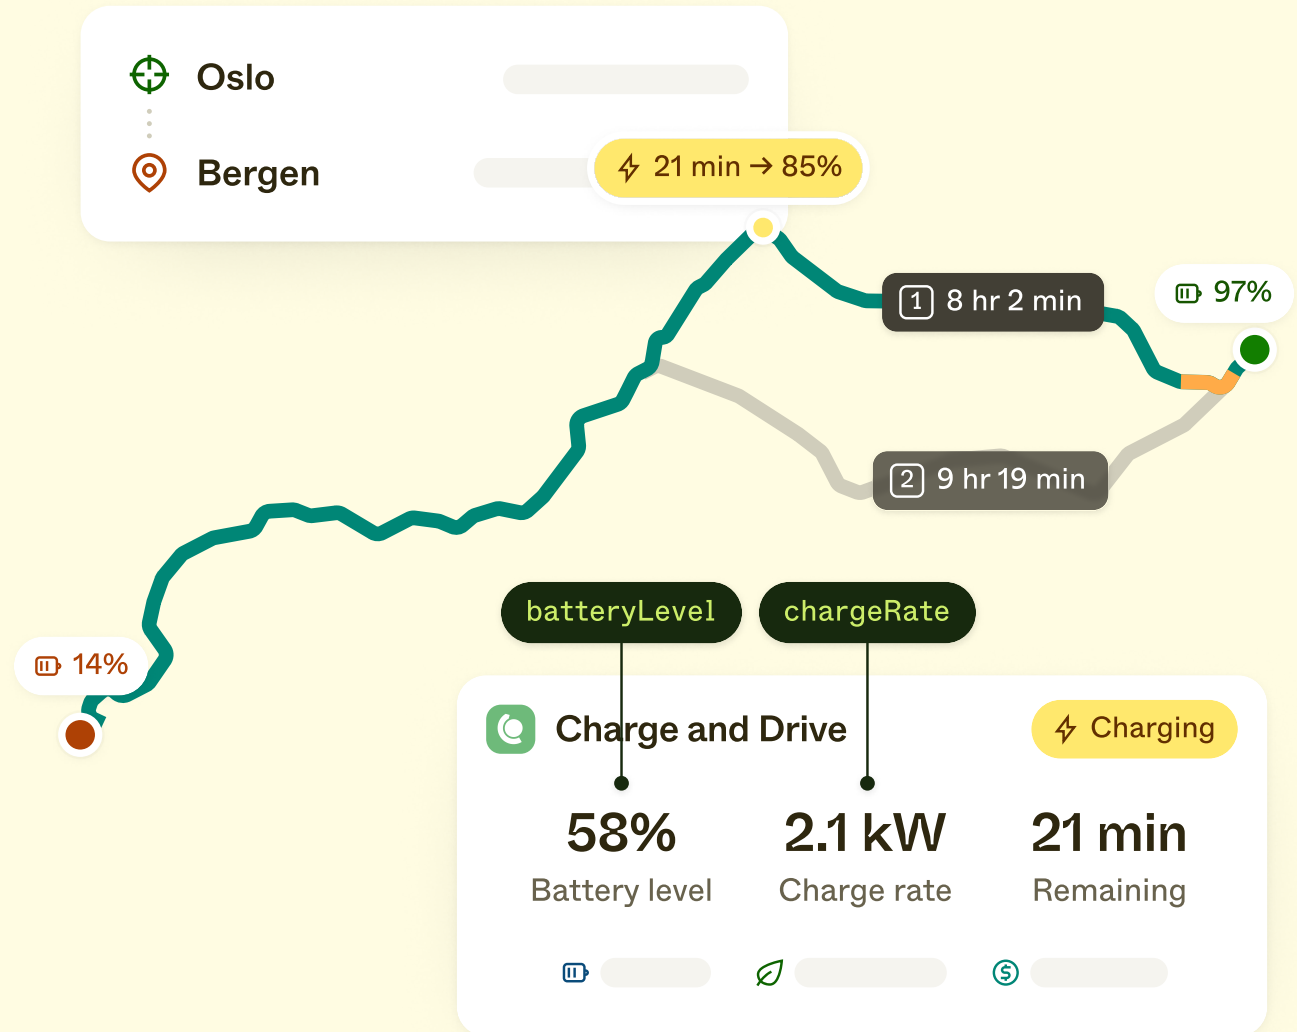 Oslo
Bergen
21 min → 85%
1 8 hr 2 min
97%
2 9 hr 19 min
14%
batteryLevel
chargeRate
Charge and Drive
Charging
58%
Battery level
2.1 kW
Charge rate
21 min
Remaining